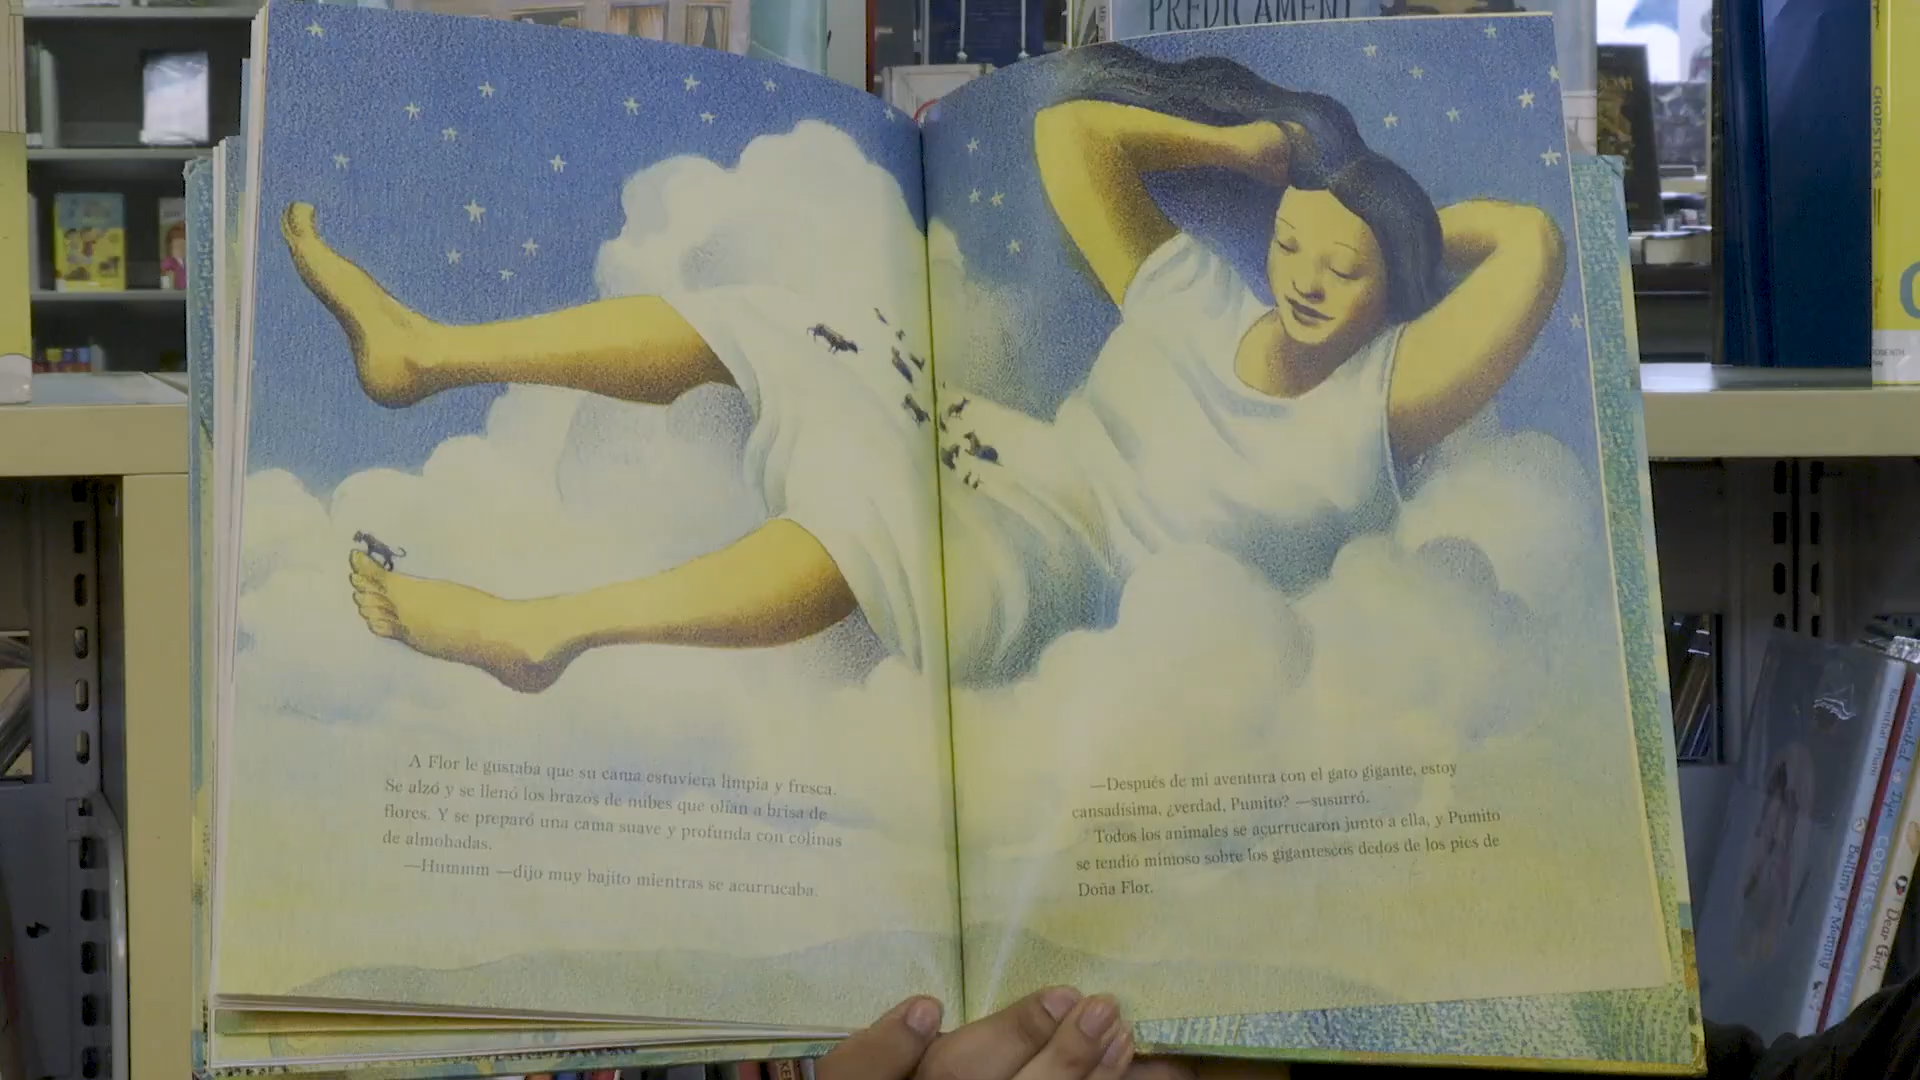 PREDICAMENT
CHOPSTICKS
A Flor le gustaba que su cama estuviera limpia y fresca.
Se alzó y se llenó los brazos de nubes que olían a brisa de
flores. Y se preparó una cama suave y profunda con colinas
de almohadas.
—Hummm —dijo muy bajito mientras se acurrucaba.
—Después de mi aventura con el gato gigante, estoy
cansadísima, ¿verdad, Pumito? —susurró.
Todos los animales se acurrucaron junto a ella, y Pumito
se tendió mimoso sobre los gigantescos dedos de los pies de
Doña Flor.
Rosenthal
Bedtime for Mommy
COOKIES
Dear Girl,